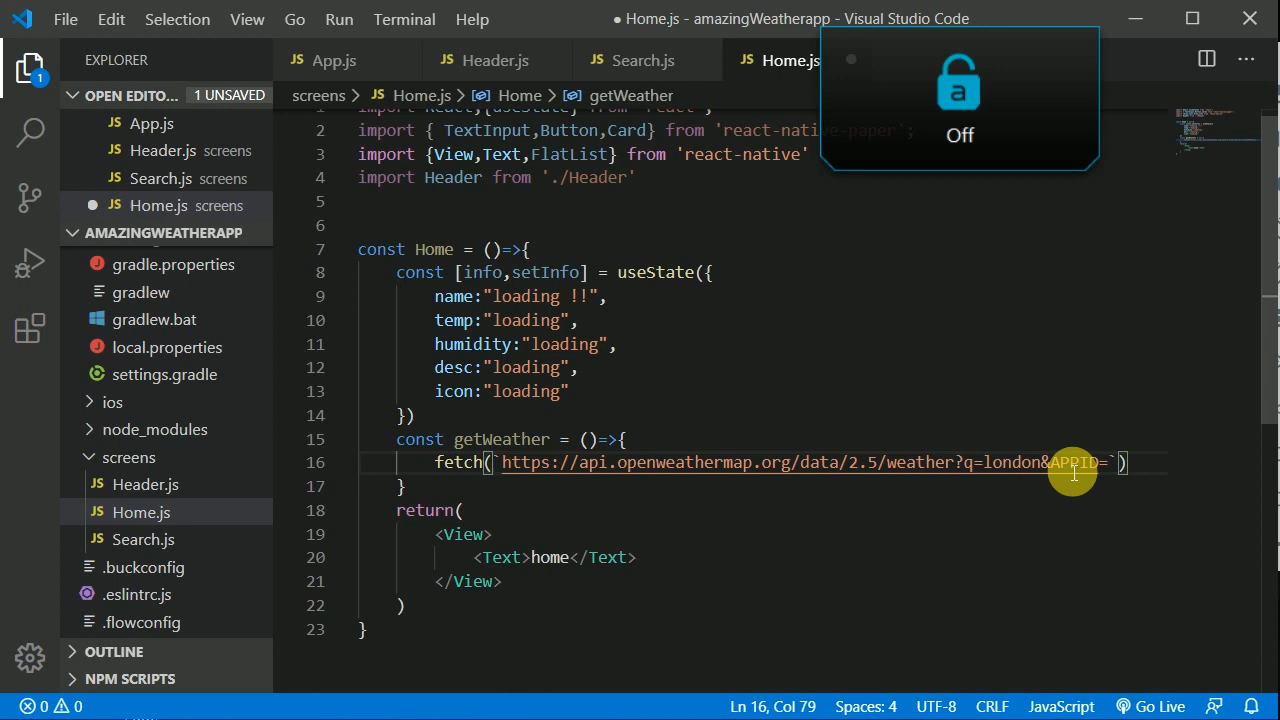 File Edit Selection View Go Run Terminal Help
● Home.js - amazingWeatherapp - Visual Studio Code
EXPLORER
OPEN EDITO... 1 UNSAVED
JS App.js
JS Header.js screens
JS Search.js screens
● JS Home.js screens
AMAZINGWEATHERAPP
gradle.properties
gradlew
gradlew.bat
local.properties
settings.gradle
ios
node_modules
screens
JS Header.js
JS Home.js
JS Search.js
.buckconfig
.eslintrc.js
.flowconfig
OUTLINE
NPM SCRIPTS
JS App.js JS Header.js JS Search.js JS Home.js
screens > JS Home.js > Home > getWeather
a
Off
1
import React,{useState} from 'react';
2 import { TextInput,Button,Card} from 'react-native-paper';
3 import {View,Text,FlatList} from 'react-native'
4 import Header from './Header'
5
6
7 const Home = ()=>{
8 const [info,setInfo] = useState({
9 name:"loading !!",
10 temp:"loading",
11 humidity:"loading",
12 desc:"loading",
13 icon:"loading"
14 })
15 const getWeather = ()=>{
16 fetch(`https://api.openweathermap.org/data/2.5/weather?q=london&APPID=`)
17 }
18 return(
19 <View>
20 <Text>home</Text>
21 </View>
22 )
23 }
0 0 Ln 16, Col 79 Spaces: 4 UTF-8 CRLF JavaScript Go Live